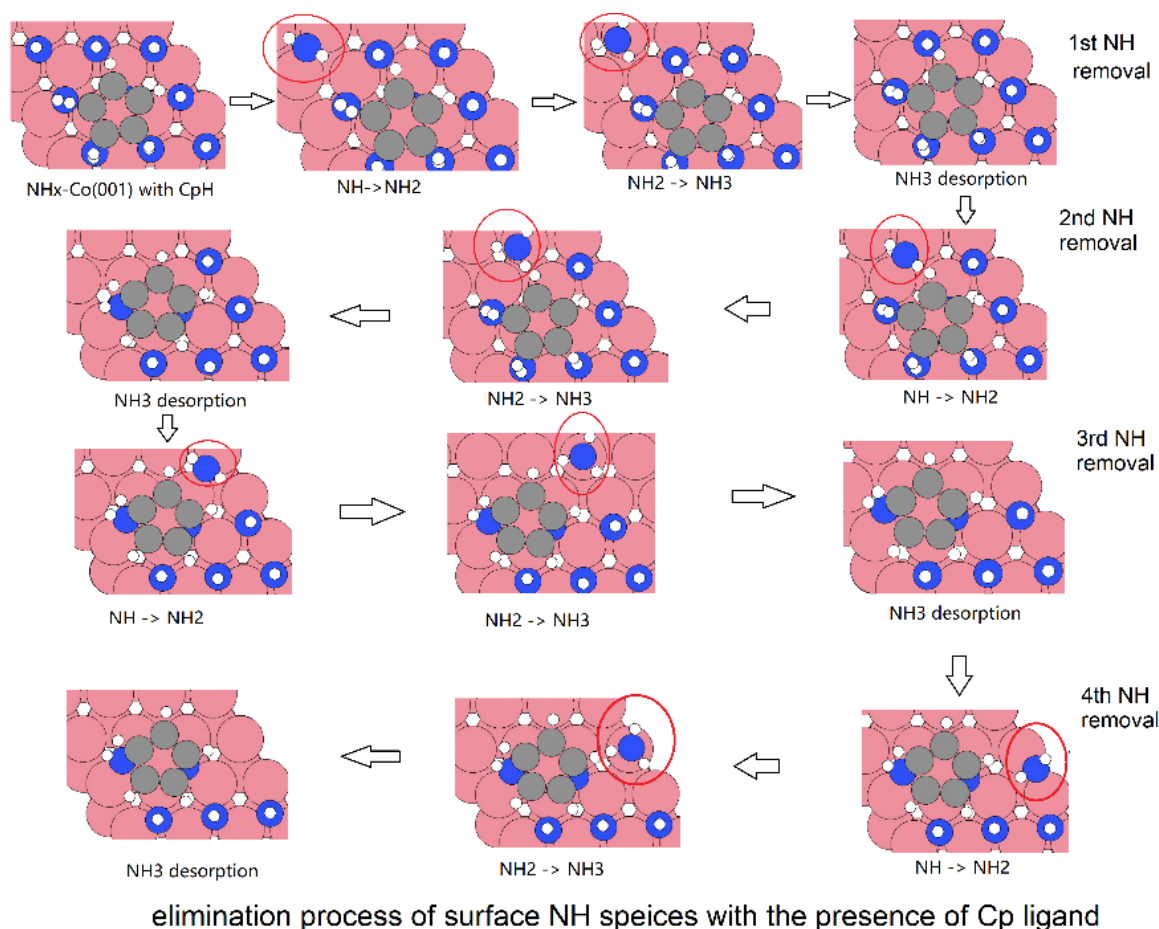 1st NH
removal
NHx-Co(001) with CpH
NH->NH2
NH2 -> NH3
NH3 desorption
2nd NH
removal
NH3 desorption
NH2 -> NH3
NH -> NH2
3rd NH
removal
NH -> NH2
NH2 -> NH3
NH3 desorption
4th NH
removal
NH3 desorption
NH2 -> NH3
NH -> NH2
elimination process of surface NH speices with the presence of Cp ligand